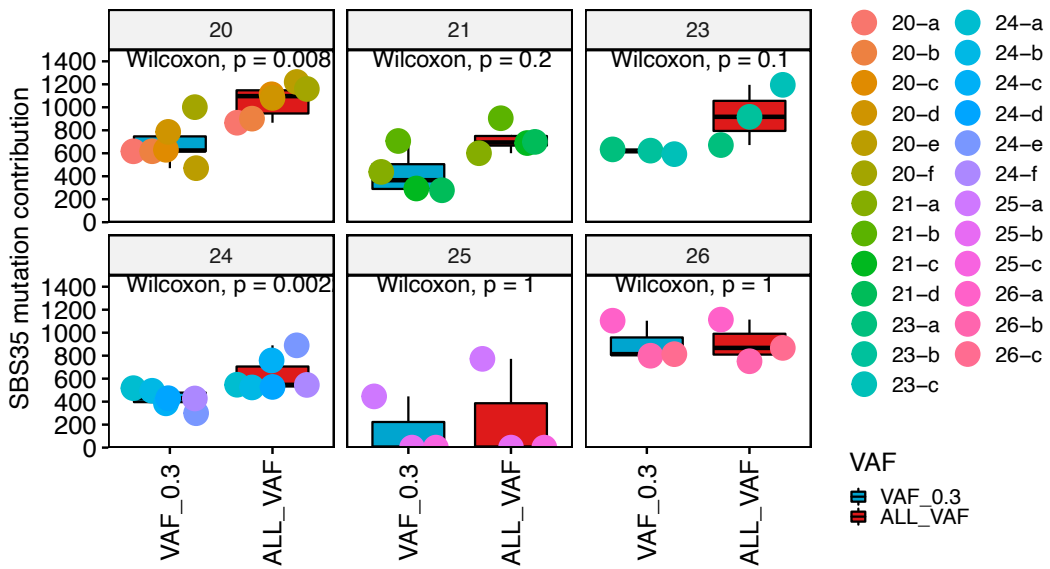 SBS35 mutation contribution
20
21
23
Wilcoxon, p = 0.008
Wilcoxon, p = 0.2
Wilcoxon, p = 0.1
1400
1200
1000
800
600
400
200
0
24
25
26
Wilcoxon, p = 0.002
Wilcoxon, p = 1
Wilcoxon, p = 1
1400
1200
1000
800
600
400
200
0
VAF_0.3
ALL_VAF
VAF_0.3
ALL_VAF
VAF_0.3
ALL_VAF
20-a
20-b
20-c
20-d
20-e
20-f
21-a
21-b
21-c
21-d
23-a
23-b
23-c
24-a
24-b
24-c
24-d
24-e
24-f
25-a
25-b
25-c
26-a
26-b
26-c
VAF
VAF_0.3
ALL_VAF